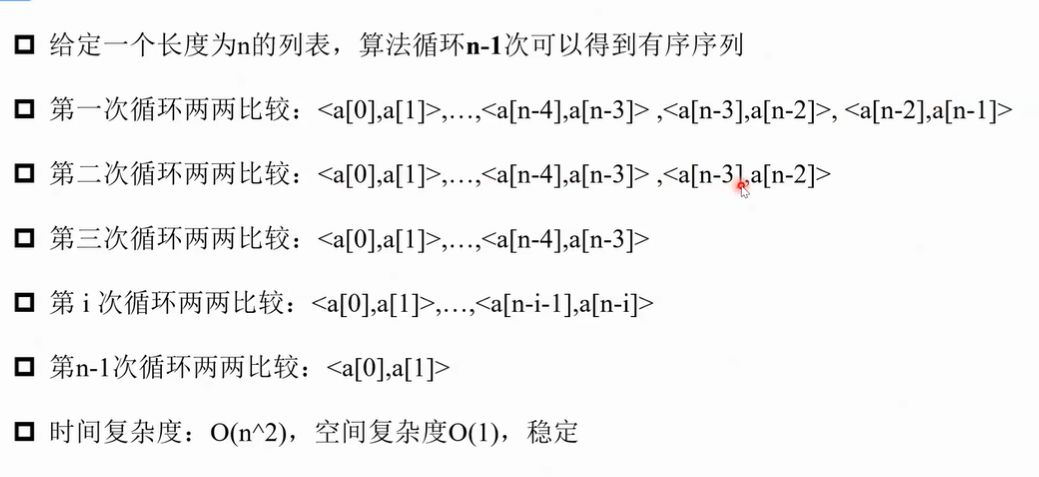 给定一个长度为n的列表，算法循环n-1次可以得到有序序列
第一次循环两两比较：<a[0],a[1]>,…,<a[n-4],a[n-3]> ,<a[n-3],a[n-2]>, <a[n-2],a[n-1]>
第二次循环两两比较：<a[0],a[1]>,…,<a[n-4],a[n-3]> ,<a[n-3],a[n-2]>
第三次循环两两比较：<a[0],a[1]>,…,<a[n-4],a[n-3]>
第 i 次循环两两比较：<a[0],a[1]>,…,<a[n-i-1],a[n-i]>
第n-1次循环两两比较：<a[0],a[1]>
时间复杂度：O(n^2)，空间复杂度O(1)，稳定